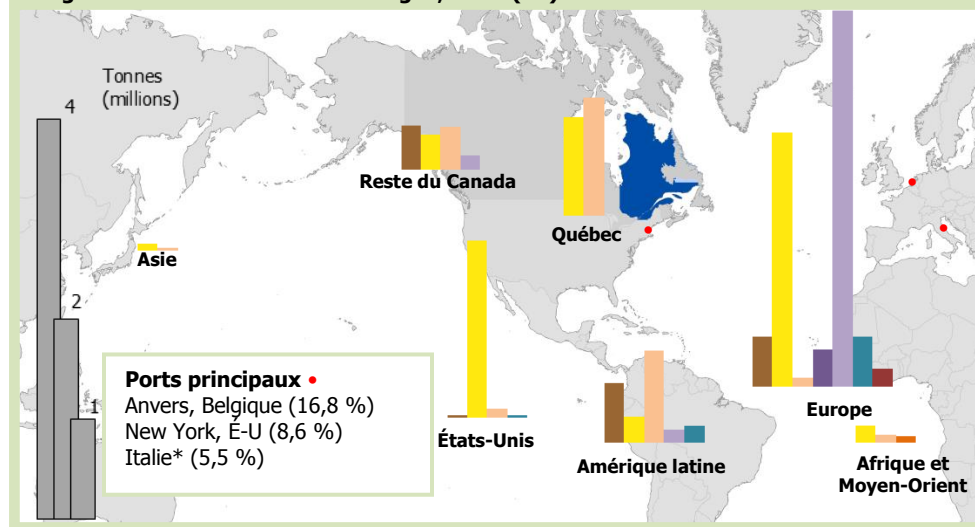 Tonnes
(millions)
4
2
1
Reste du Canada
Québec
Asie
États-Unis
Amérique latine
Europe
Afrique et
Moyen-Orient
Ports principaux •
Anvers, Belgique (16,8 %)
New York, É-U (8,6 %)
Italie* (5,5 %)